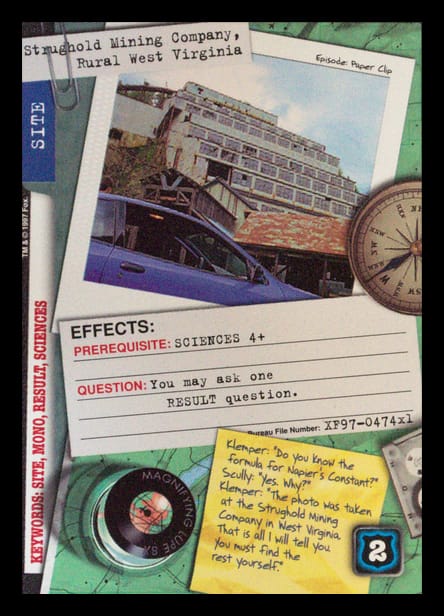 Strughold Mining Company,
Rural West Virginia
Episode: Paper Clip
SITE
TM & © 1997 Fox.
KEYWORDS: SITE, MONO, RESULT, SCIENCES
EFFECTS:
PREREQUISITE: SCIENCES 4+
QUESTION: You may ask one
RESULT question.
Bureau File Number: XF97-0474x1
MAGNIFYING LUPE 8X
Klemper: "Do you know the
formula for Napier's Constant?"
Scully: "Yes. Why?"
Klemper: "The photo was taken
at the Strughold Mining
Company in West Virginia.
That is all I will tell you
you must find the
rest yourself."
2